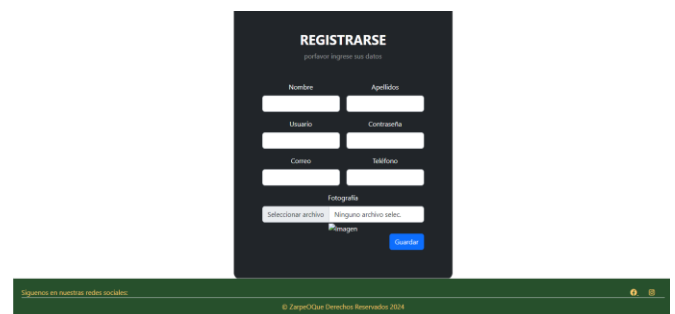 REGISTRARSE
porfavor ingrese sus datos
Nombre Apellidos
Usuario Contraseña
Correo Teléfono
Fotografía
Seleccionar archivo Ninguno archivo selec.
Imagen
Guardar
Síguenos en nuestras redes sociales:
© ZarpeOQue Derechos Reservados 2024